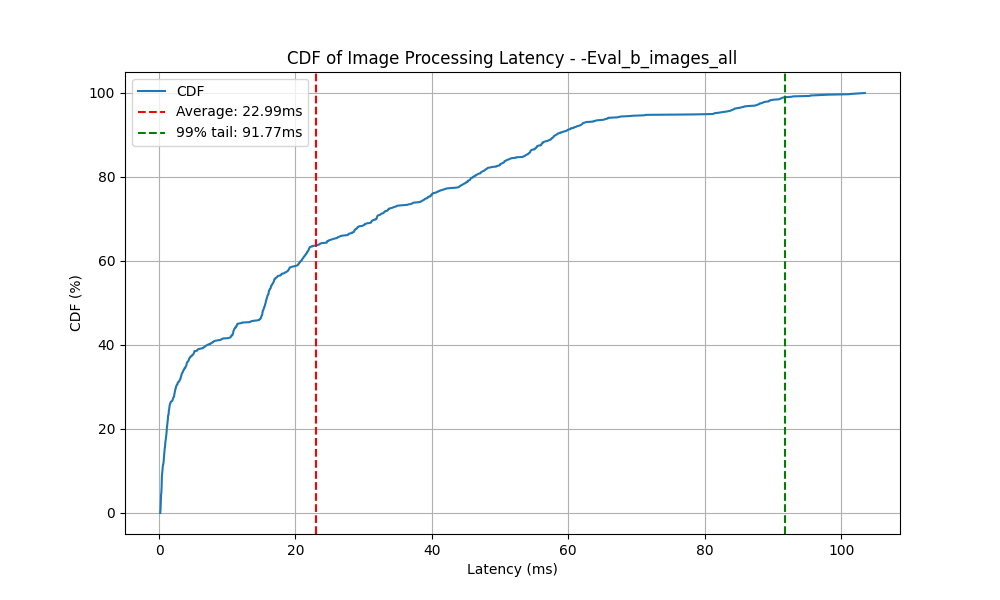 CDF of Image Processing Latency - -Eval_b_images_all
CDF
Average: 22.99ms
99% tail: 91.77ms
100
80
60
40
20
0
CDF (%)
0 20 40 60 80 100
Latency (ms)